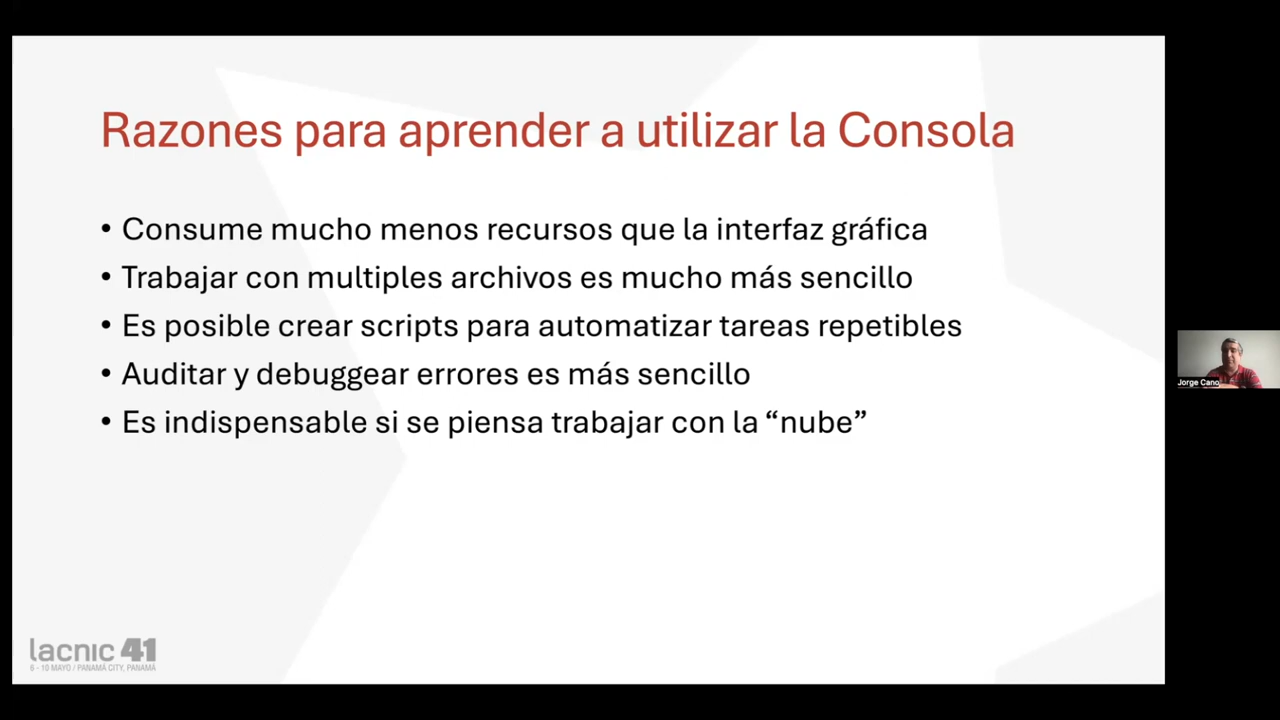 Razones para aprender a utilizar la Consola
• Consume mucho menos recursos que la interfaz gráfica
• Trabajar con multiples archivos es mucho más sencillo
• Es posible crear scripts para automatizar tareas repetibles
• Auditar y debuggear errores es más sencillo
• Es indispensable si se piensa trabajar con la “nube”
Jorge Cano
lacnic 41
6 - 10 MAYO / PANAMÁ CITY, PANAMÁ